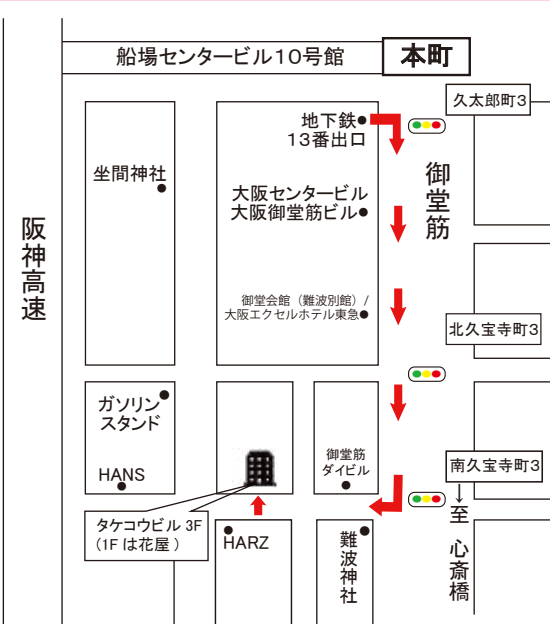 船場センタービル10号館
本町
久太郎町3
地下鉄
13番出口
坐間神社
御堂筋
大阪センタービル
大阪御堂筋ビル
阪神高速
御堂会館（難波別館）/
大阪エクセルホテル東急
北久宝寺町3
ガソリン
スタンド
御堂筋
ダイビル
南久宝寺町3
HANS
タケコウビル 3F
(1F は花屋 )
HARZ
難波神社
至 心斎橋